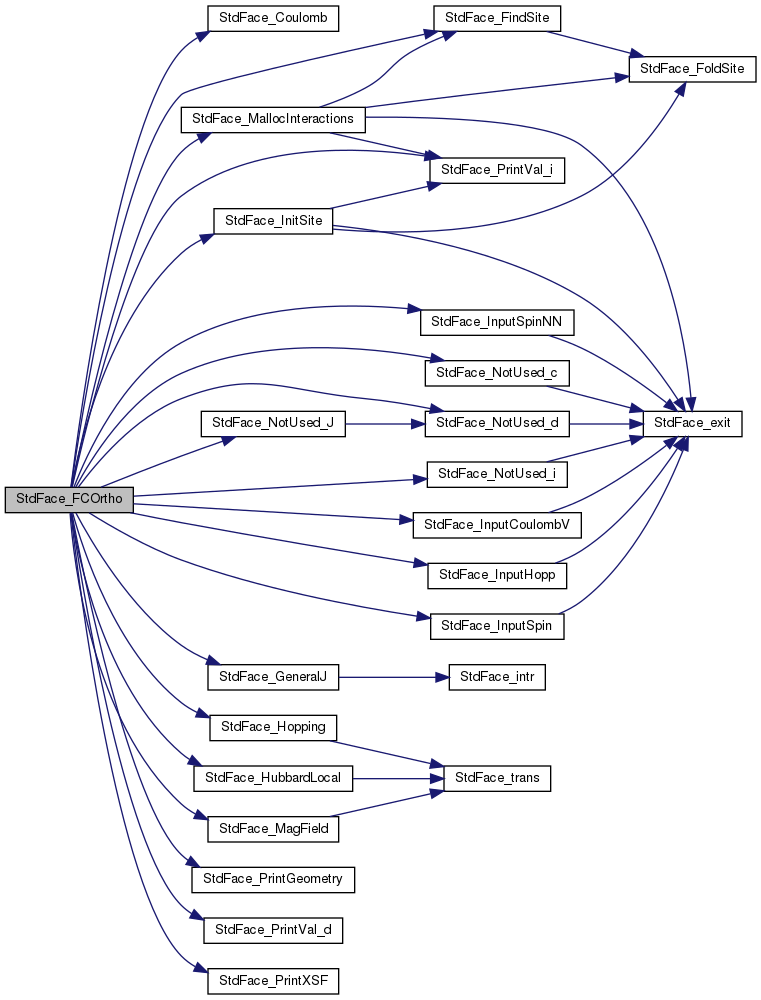 StdFace_Coulomb
StdFace_FindSite
StdFace_FoldSite
StdFace_MallocInteractions
StdFace_PrintVal_i
StdFace_InitSite
StdFace_InputSpinNN
StdFace_NotUsed_c
StdFace_NotUsed_J
StdFace_NotUsed_d
StdFace_exit
StdFace_NotUsed_i
StdFace_FCOrtho
StdFace_InputCoulombV
StdFace_InputHopp
StdFace_InputSpin
StdFace_GeneralJ
StdFace_intr
StdFace_Hopping
StdFace_HubbardLocal
StdFace_trans
StdFace_MagField
StdFace_PrintGeometry
StdFace_PrintVal_d
StdFace_PrintXSF